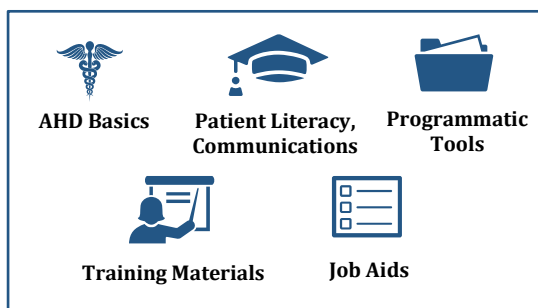 AHD Basics
Patient Literacy,
Communications
Programmatic
Tools
Training Materials
Job Aids